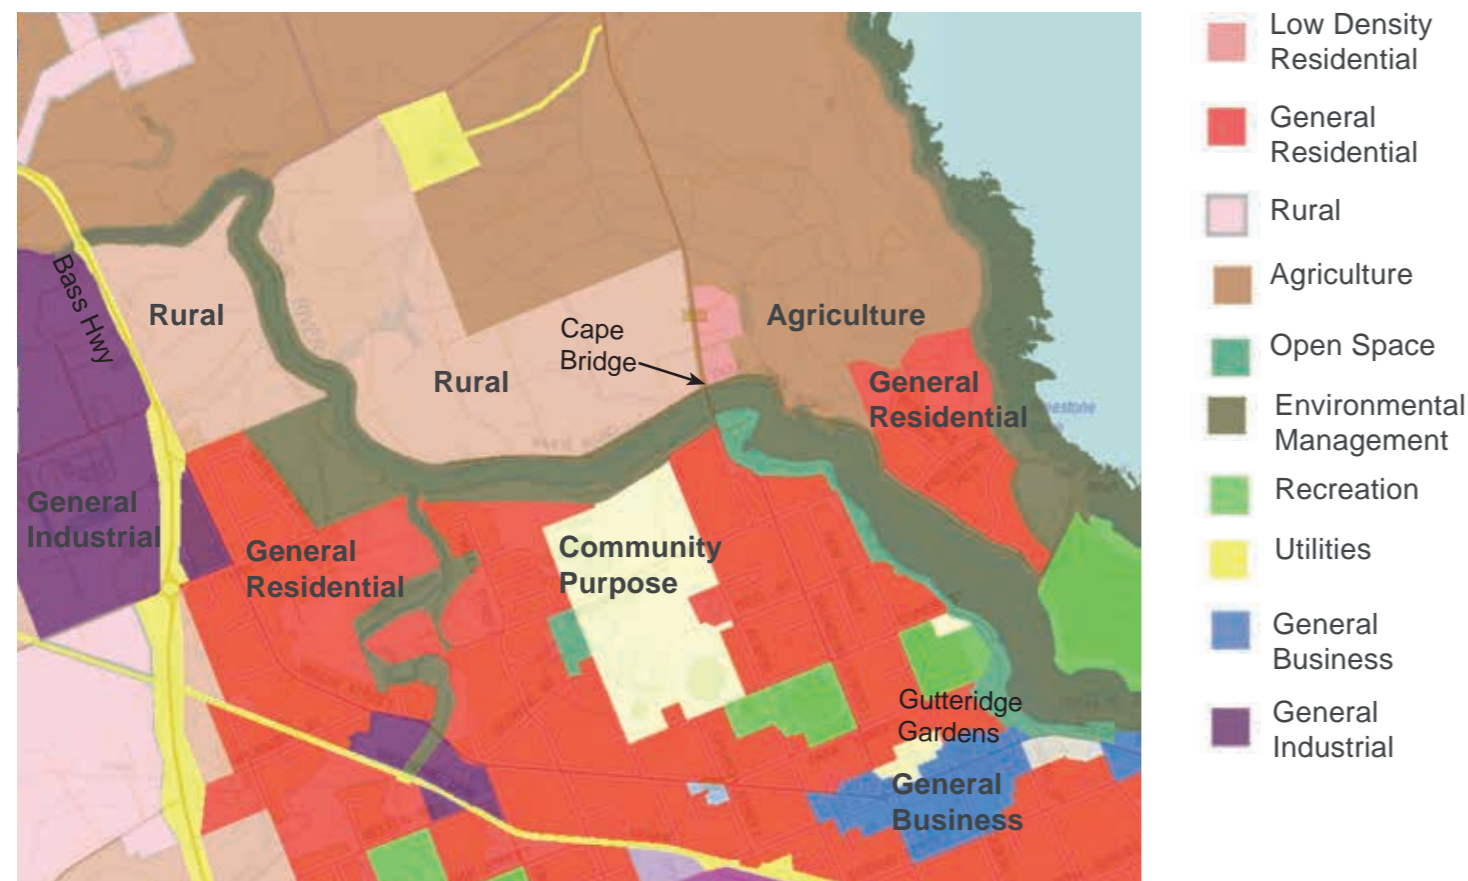 Rural
Bass Hwy
Cape
Bridge
Rural
Agriculture
General
Residential
General
Industrial
General
Residential
Community
Purpose
Gutteridge
Gardens
General
Business
Low Density
Residential
General
Residential
Rural
Agriculture
Open Space
Environmental
Management
Recreation
Utilities
General
Business
General
Industrial